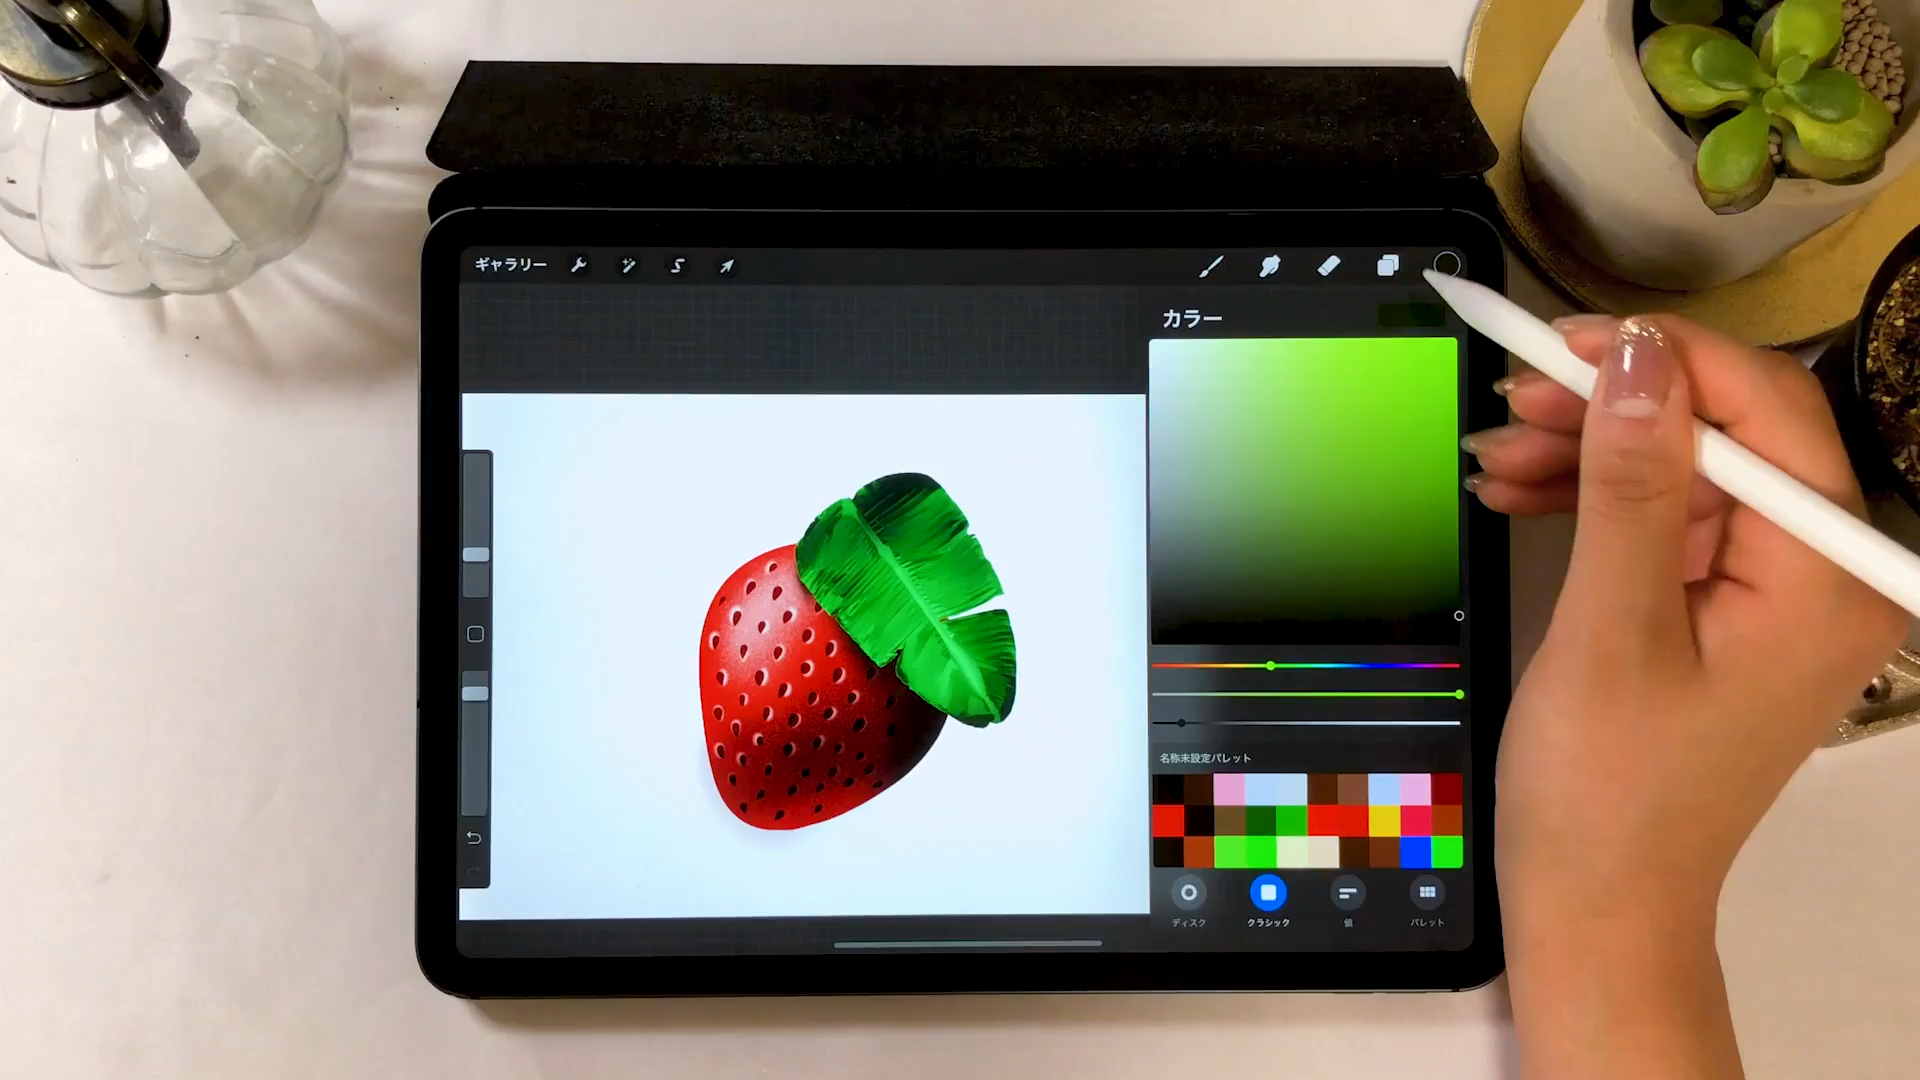 ギャラリー
カラー
名称未設定パレット
ディスク
クラシック
値
パレット